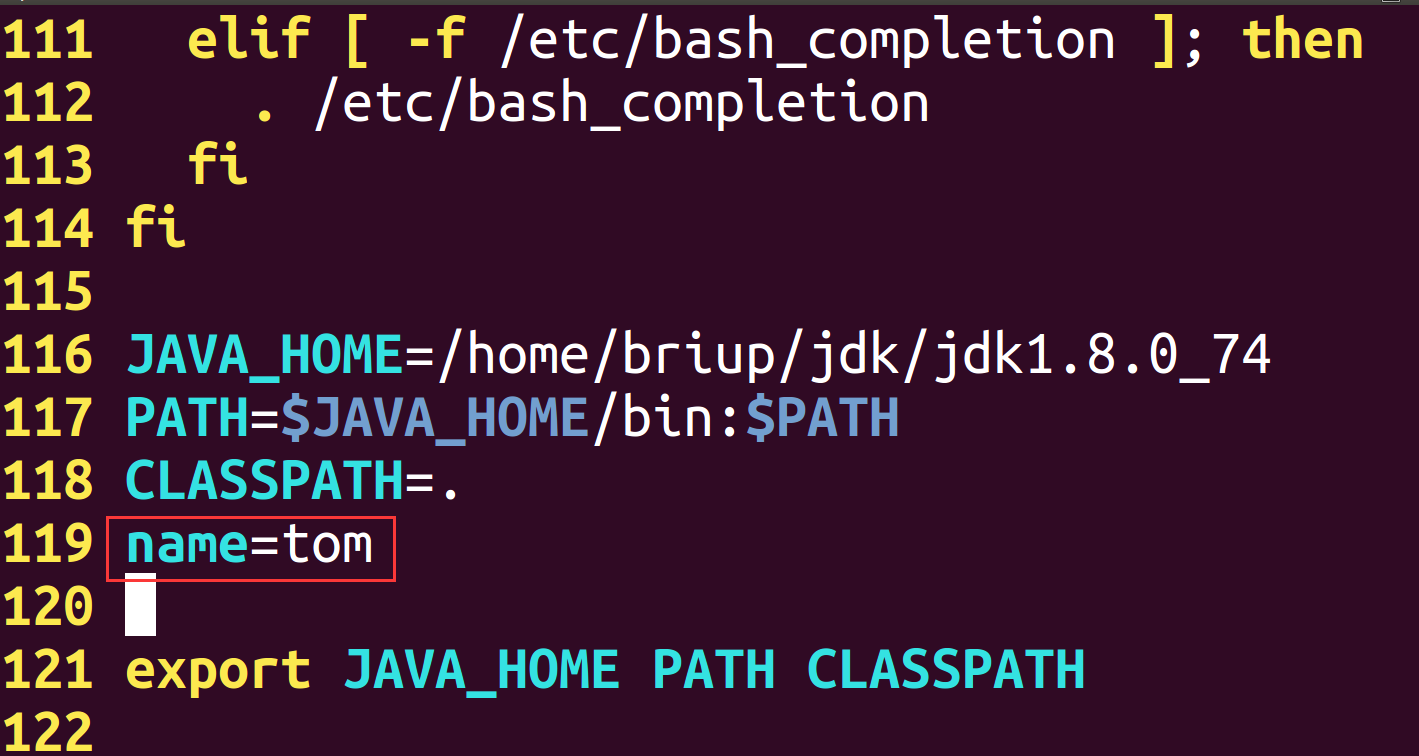 111   elif [ -f /etc/bash_completion ]; then
112     . /etc/bash_completion
113   fi
114 fi
115
116 JAVA_HOME=/home/briup/jdk/jdk1.8.0_74
117 PATH=$JAVA_HOME/bin:$PATH
118 CLASSPATH=.
119 name=tom
120
121 export JAVA_HOME PATH CLASSPATH
122